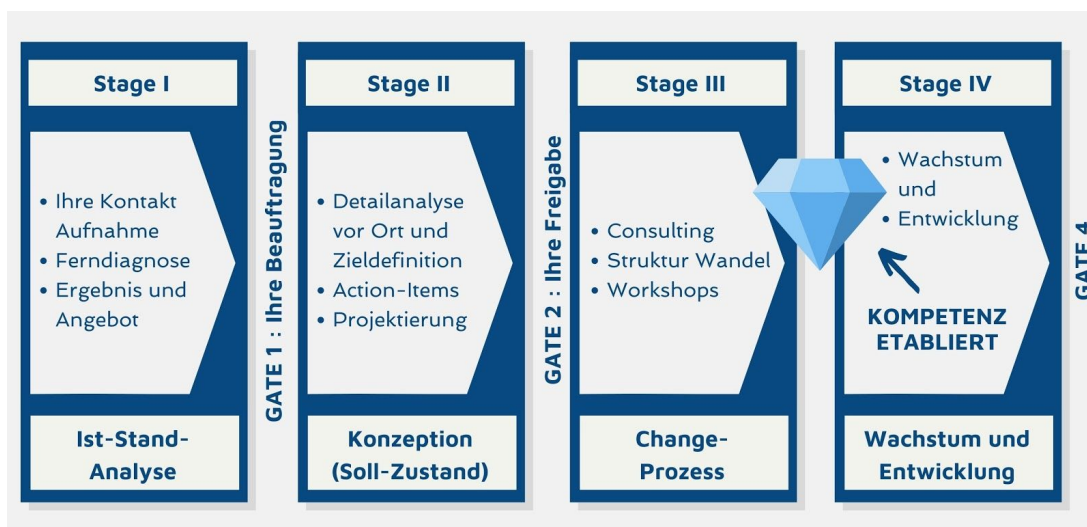 Stage I
• Ihre Kontakt
Aufnahme
• Ferndiagnose
• Ergebnis und
Angebot
Ist-Stand-
Analyse
GATE 1 : Ihre Beauftragung
Stage II
• Detailanalyse
vor Ort und
Zieldefinition
• Action-Items
• Projektierung
Konzeption
(Soll-Zustand)
GATE 2 : Ihre Freigabe
Stage III
• Consulting
• Struktur Wandel
• Workshops
Change-
Prozess
Stage IV
• Wachstum
und
• Entwicklung
KOMPETENZ
ETABLIERT
Wachstum und
Entwicklung
GATE 4